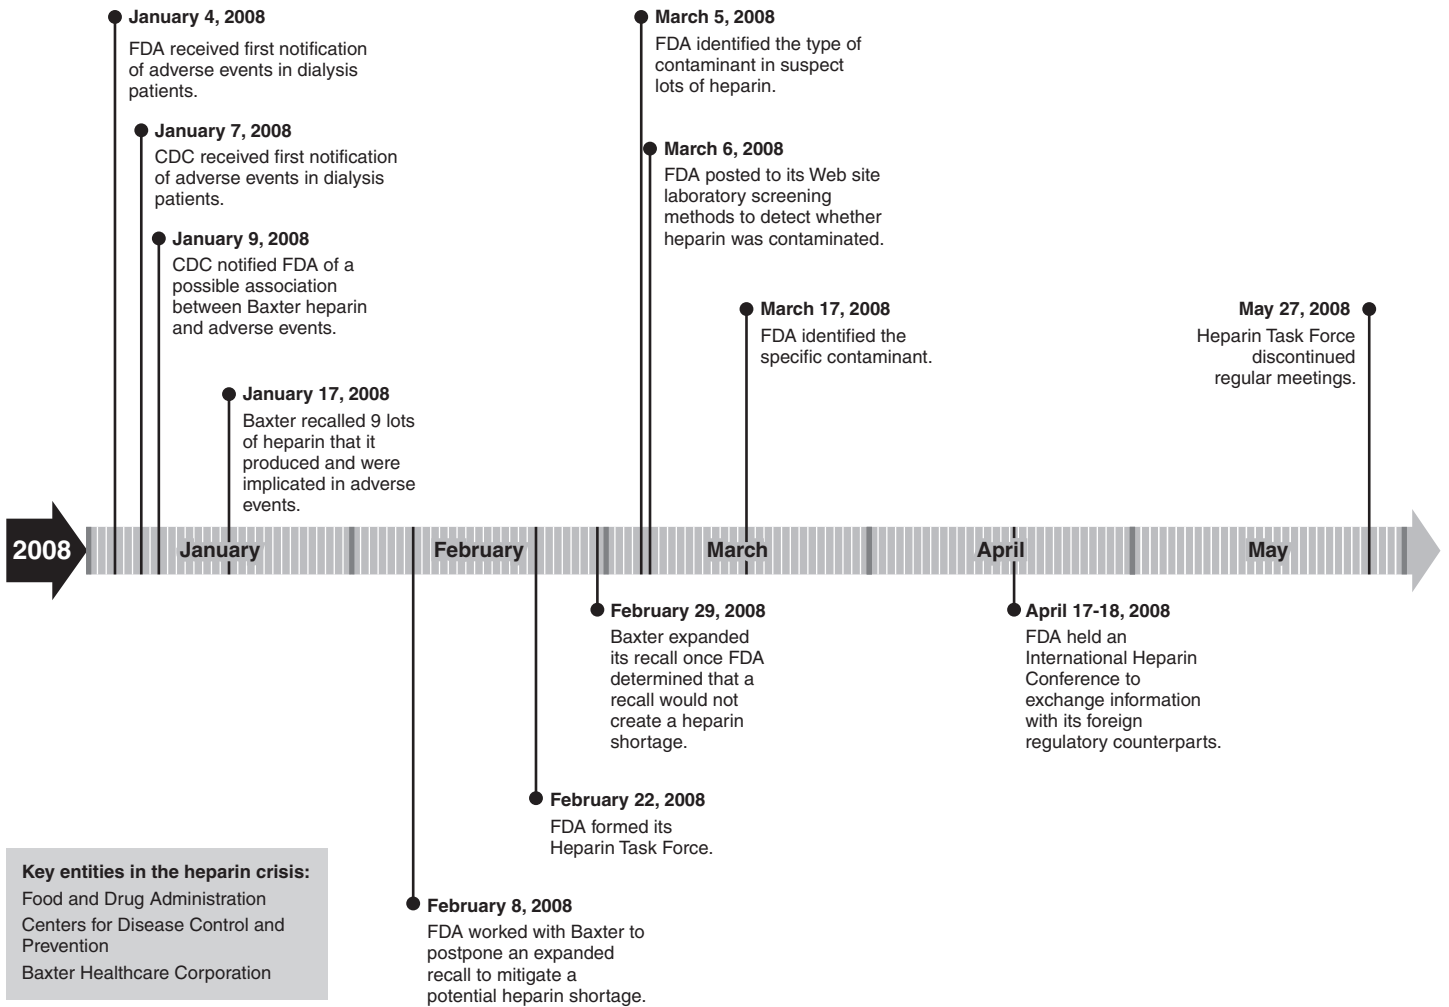 January 4, 2008
FDA received first notification
of adverse events in dialysis
patients.
January 7, 2008
CDC received first notification
of adverse events in dialysis
patients.
January 9, 2008
CDC notified FDA of a
possible association
between Baxter heparin
and adverse events.
January 17, 2008
Baxter recalled 9 lots
of heparin that it
produced and were
implicated in adverse
events.
March 5, 2008
FDA identified the type of
contaminant in suspect
lots of heparin.
March 6, 2008
FDA posted to its Web site
laboratory screening
methods to detect whether
heparin was contaminated.
March 17, 2008
FDA identified the
specific contaminant.
May 27, 2008
Heparin Task Force
discontinued
regular meetings.
2008
January
February
March
April
May
February 29, 2008
Baxter expanded
its recall once FDA
determined that a
recall would not
create a heparin
shortage.
April 17-18, 2008
FDA held an
International Heparin
Conference to
exchange information
with its foreign
regulatory counterparts.
February 22, 2008
FDA formed its
Heparin Task Force.
February 8, 2008
FDA worked with Baxter to
postpone an expanded
recall to mitigate a
potential heparin shortage.
Key entities in the heparin crisis:
Food and Drug Administration
Centers for Disease Control and
Prevention
Baxter Healthcare Corporation